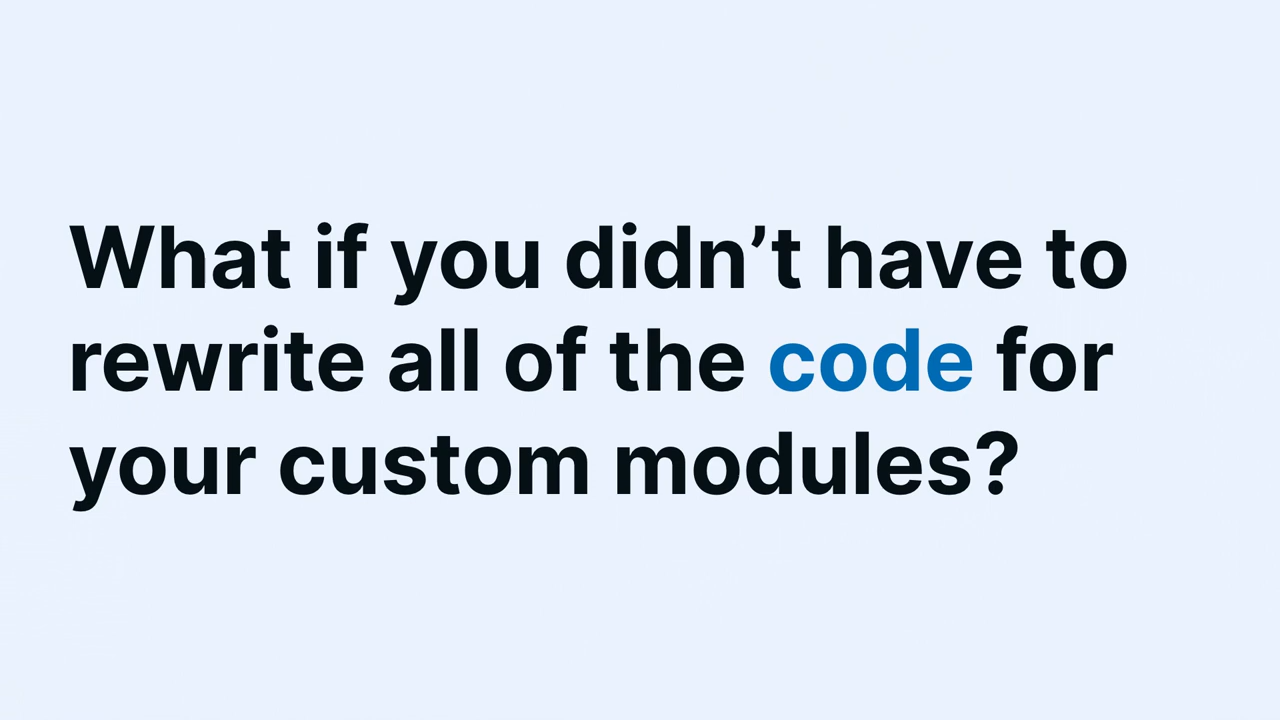 What if you didn’t have to
rewrite all of the code for
your custom modules?